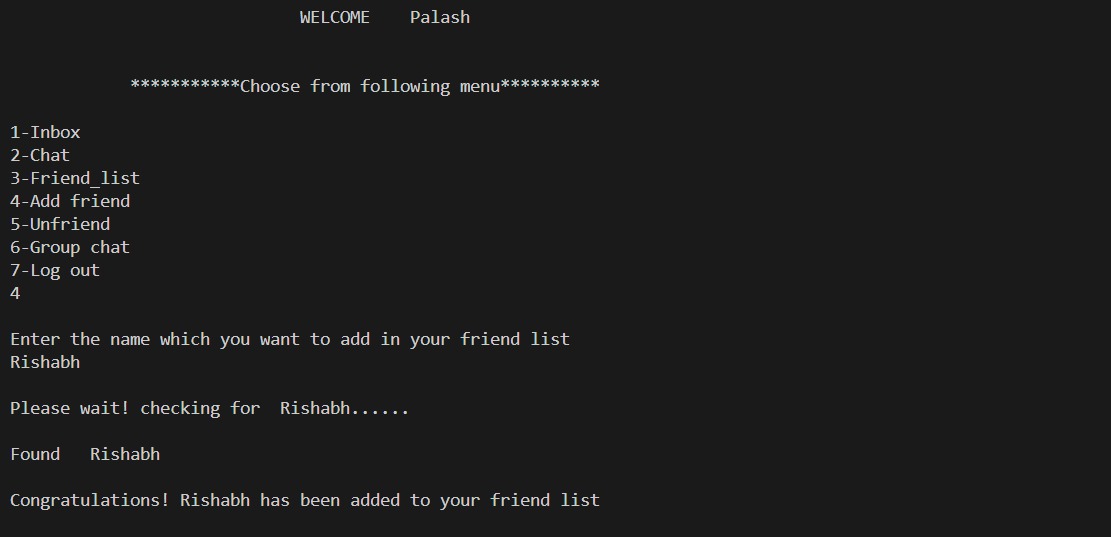 WELCOME    Palash
***********Choose from following menu**********
1-Inbox
2-Chat
3-Friend_list
4-Add friend
5-Unfriend
6-Group chat
7-Log out
4
Enter the name which you want to add in your friend list
Rishabh
Please wait! checking for  Rishabh......
Found   Rishabh
Congratulations! Rishabh has been added to your friend list